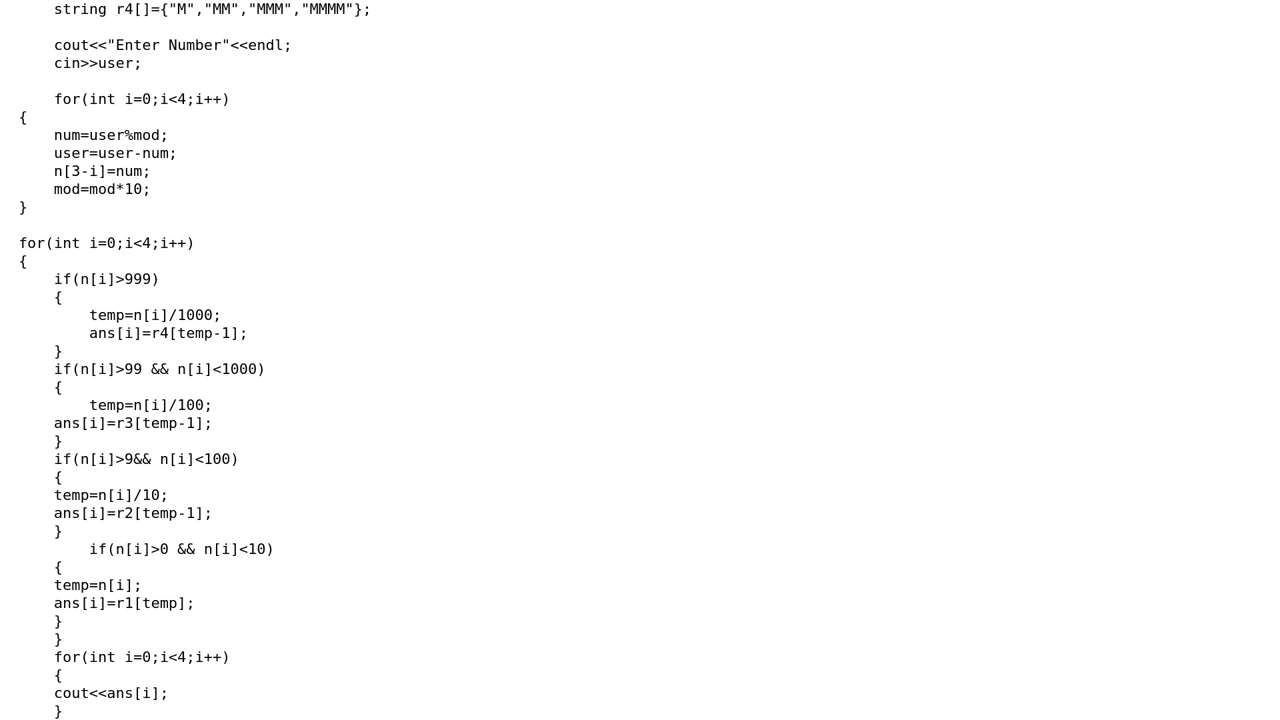 string r4[]={"M","MM","MMM","MMMM"};
cout<<"Enter Number"<<endl;
cin>>user;
for(int i=0;i<4;i++)
{
num=user%mod;
user=user-num;
n[3-i]=num;
mod=mod*10;
}
for(int i=0;i<4;i++)
{
if(n[i]>999)
{
temp=n[i]/1000;
ans[i]=r4[temp-1];
}
if(n[i]>99 && n[i]<1000)
{
temp=n[i]/100;
ans[i]=r3[temp-1];
}
if(n[i]>9&& n[i]<100)
{
temp=n[i]/10;
ans[i]=r2[temp-1];
}
if(n[i]>0 && n[i]<10)
{
temp=n[i];
ans[i]=r1[temp];
}
}
for(int i=0;i<4;i++)
{
cout<<ans[i];
}